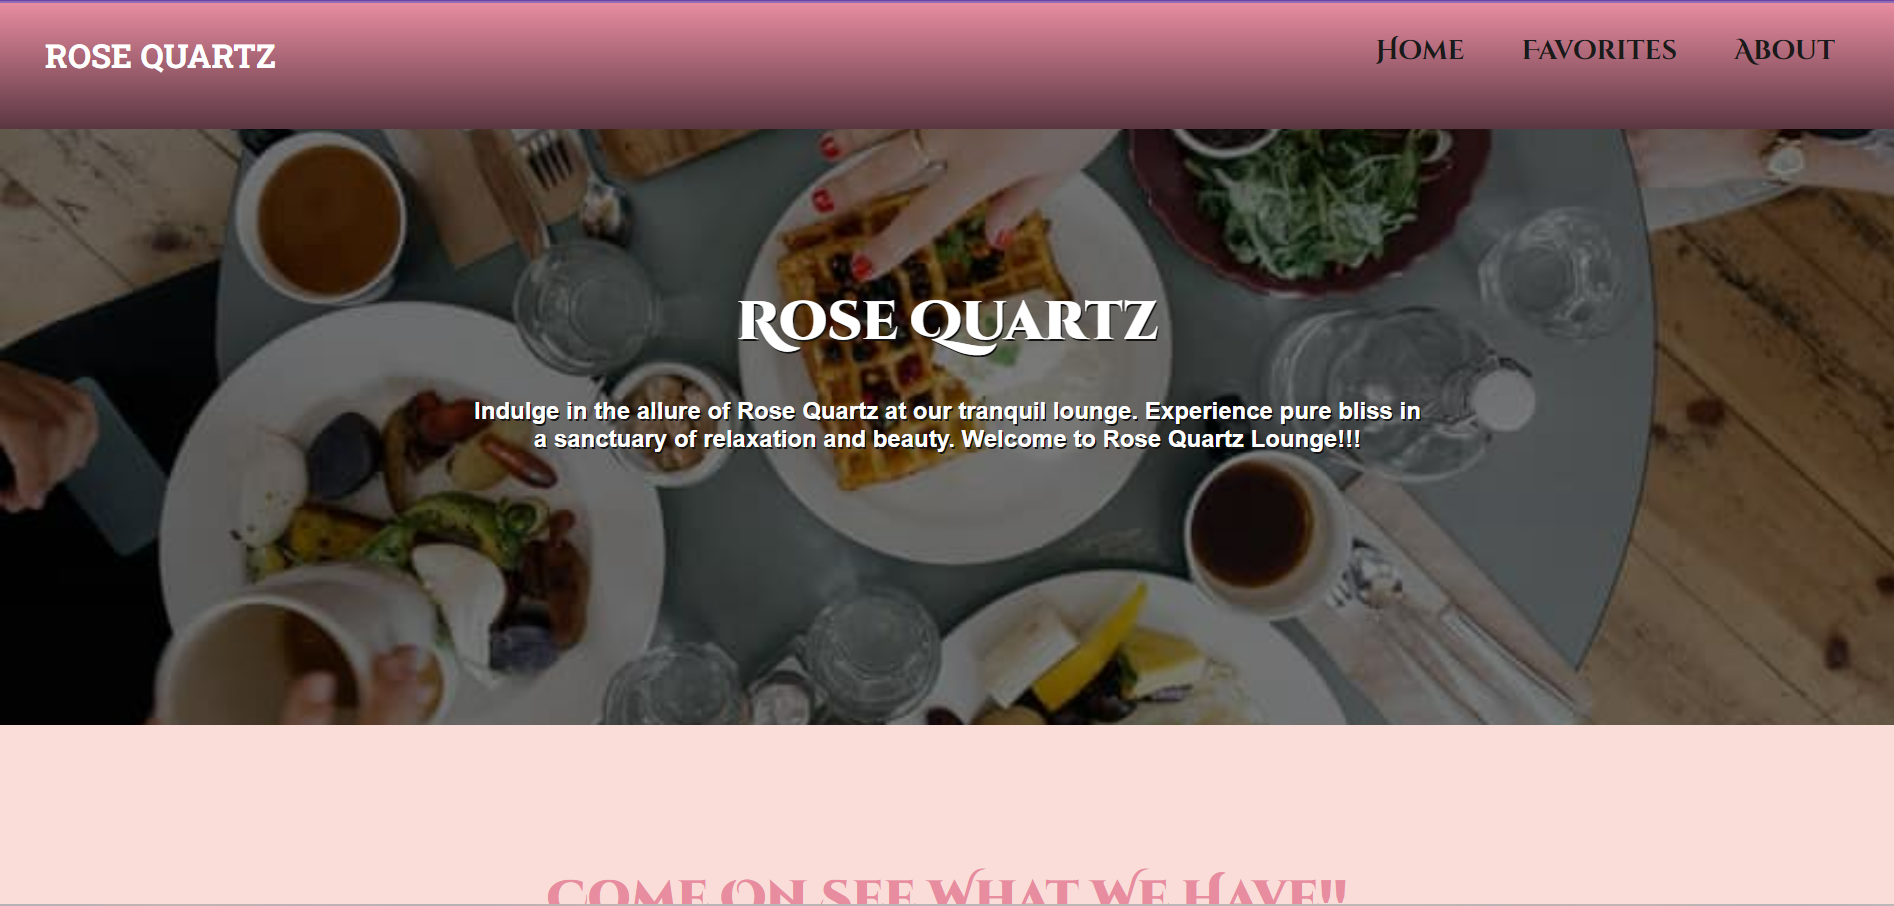 ROSE QUARTZ
Home Favorites About
Rose Quartz
Indulge in the allure of Rose Quartz at our tranquil lounge. Experience pure bliss in
a sanctuary of relaxation and beauty. Welcome to Rose Quartz Lounge!!!
Come On See What We Have!!